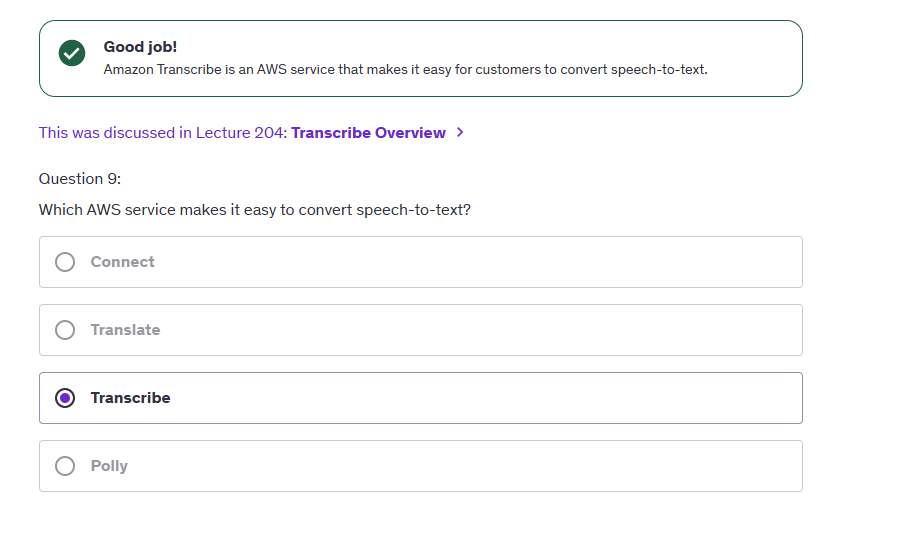 Good job!
Amazon Transcribe is an AWS service that makes it easy for customers to convert speech-to-text.
This was discussed in Lecture 204: Transcribe Overview
Question 9:
Which AWS service makes it easy to convert speech-to-text?
Connect
Translate
Transcribe
Polly